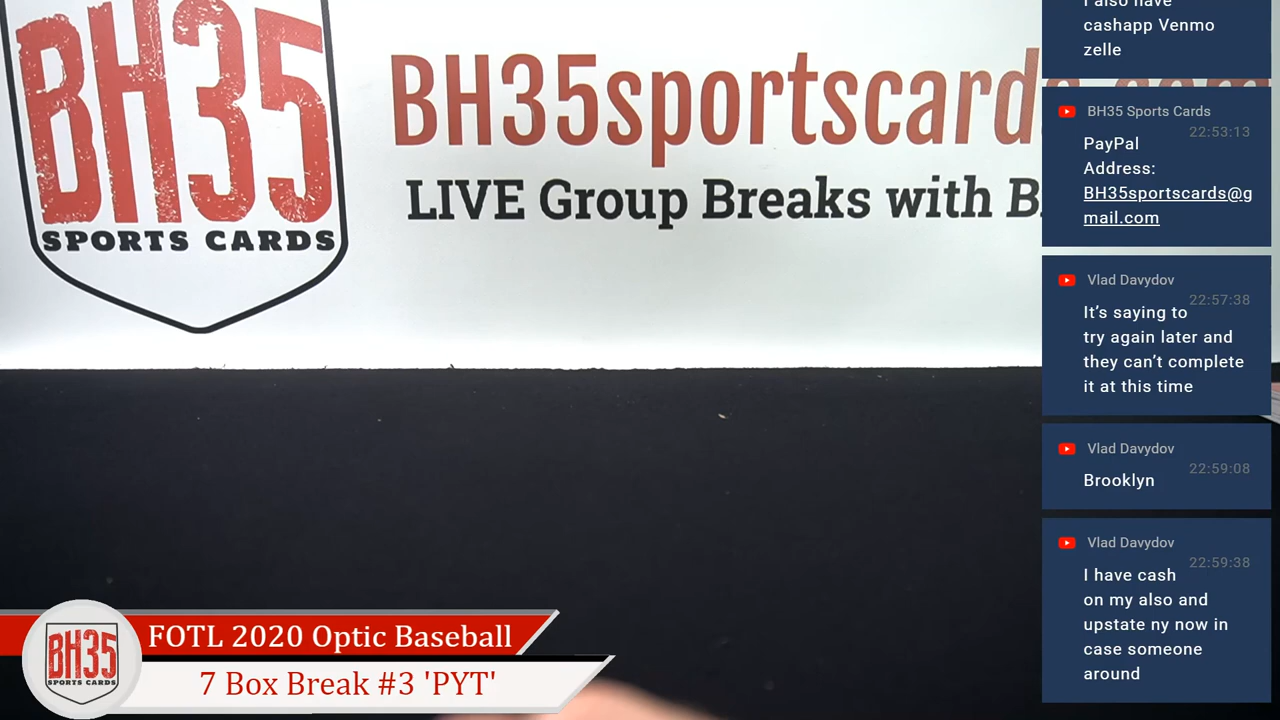 BH35
SPORTS CARDS
BH35sportscards.com
LIVE Group Breaks with B
I also have
cashapp Venmo
zelle
BH35 Sports Cards
22:53:13
PayPal
Address:
BH35sportscards@g
mail.com
Vlad Davydov
22:57:38
It’s saying to
try again later and
they can’t complete
it at this time
Vlad Davydov
22:59:08
Brooklyn
Vlad Davydov
22:59:38
I have cash
on my also and
upstate ny now in
case someone
around
BH35
SPORTS CARDS
FOTL 2020 Optic Baseball
7 Box Break #3 'PYT'